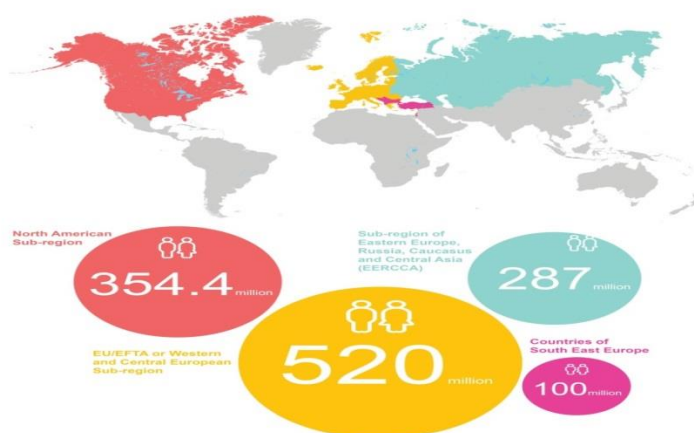 North American
Sub-region
354.4 million
Sub-region of
Eastern Europe,
Russia, Caucasus
and Central Asia
(EERCCA)
287 million
EU/EFTA or Western
and Central European
Sub-region
520 million
Countries of
South East Europe
100 million